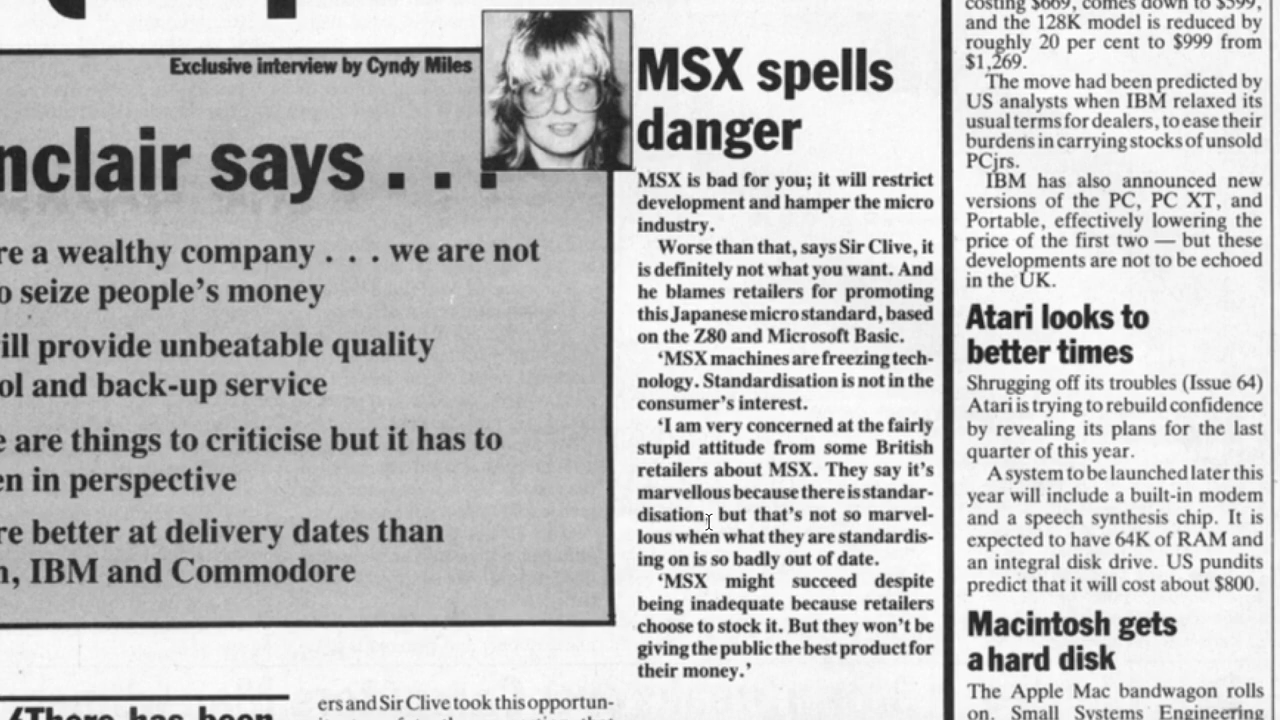 Exclusive interview by Cyndy Miles
nclair says . . .
re a wealthy company . . . we are not
o seize people's money
ill provide unbeatable quality
ol and back-up service
e are things to criticise but it has to
en in perspective
re better at delivery dates than
n, IBM and Commodore
‘There has been
ers and Sir Clive took this opportun-
MSX spells
danger
MSX is bad for you; it will restrict
development and hamper the micro
industry.
Worse than that, says Sir Clive, it
is definitely not what you want. And
he blames retailers for promoting
this Japanese micro standard, based
on the Z80 and Microsoft Basic.
‘MSX machines are freezing tech-
nology. Standardisation is not in the
consumer's interest.
‘I am very concerned at the fairly
stupid attitude from some British
retailers about MSX. They say it's
marvellous because there is standar-
disation, but that's not so marvel-
lous when what they are standardis-
ing on is so badly out of date.
‘MSX might succeed despite
being inadequate because retailers
choose to stock it. But they won't be
giving the public the best product for
their money.’
costing $669, comes down to $599,
and the 128K model is reduced by
roughly 20 per cent to $999 from
$1,269.
The move had been predicted by
US analysts when IBM relaxed its
usual terms for dealers, to ease their
burdens in carrying stocks of unsold
PCjrs.
IBM has also announced new
versions of the PC, PC XT, and
Portable, effectively lowering the
price of the first two — but these
developments are not to be echoed
in the UK.
Atari looks to
better times
Shrugging off its troubles (Issue 64)
Atari is trying to rebuild confidence
by revealing its plans for the last
quarter of this year.
A system to be launched later this
year will include a built-in modem
and a speech synthesis chip. It is
expected to have 64K of RAM and
an integral disk drive. US pundits
predict that it will cost about $800.
Macintosh gets
a hard disk
The Apple Mac bandwagon rolls
on. Small Systems Engineering